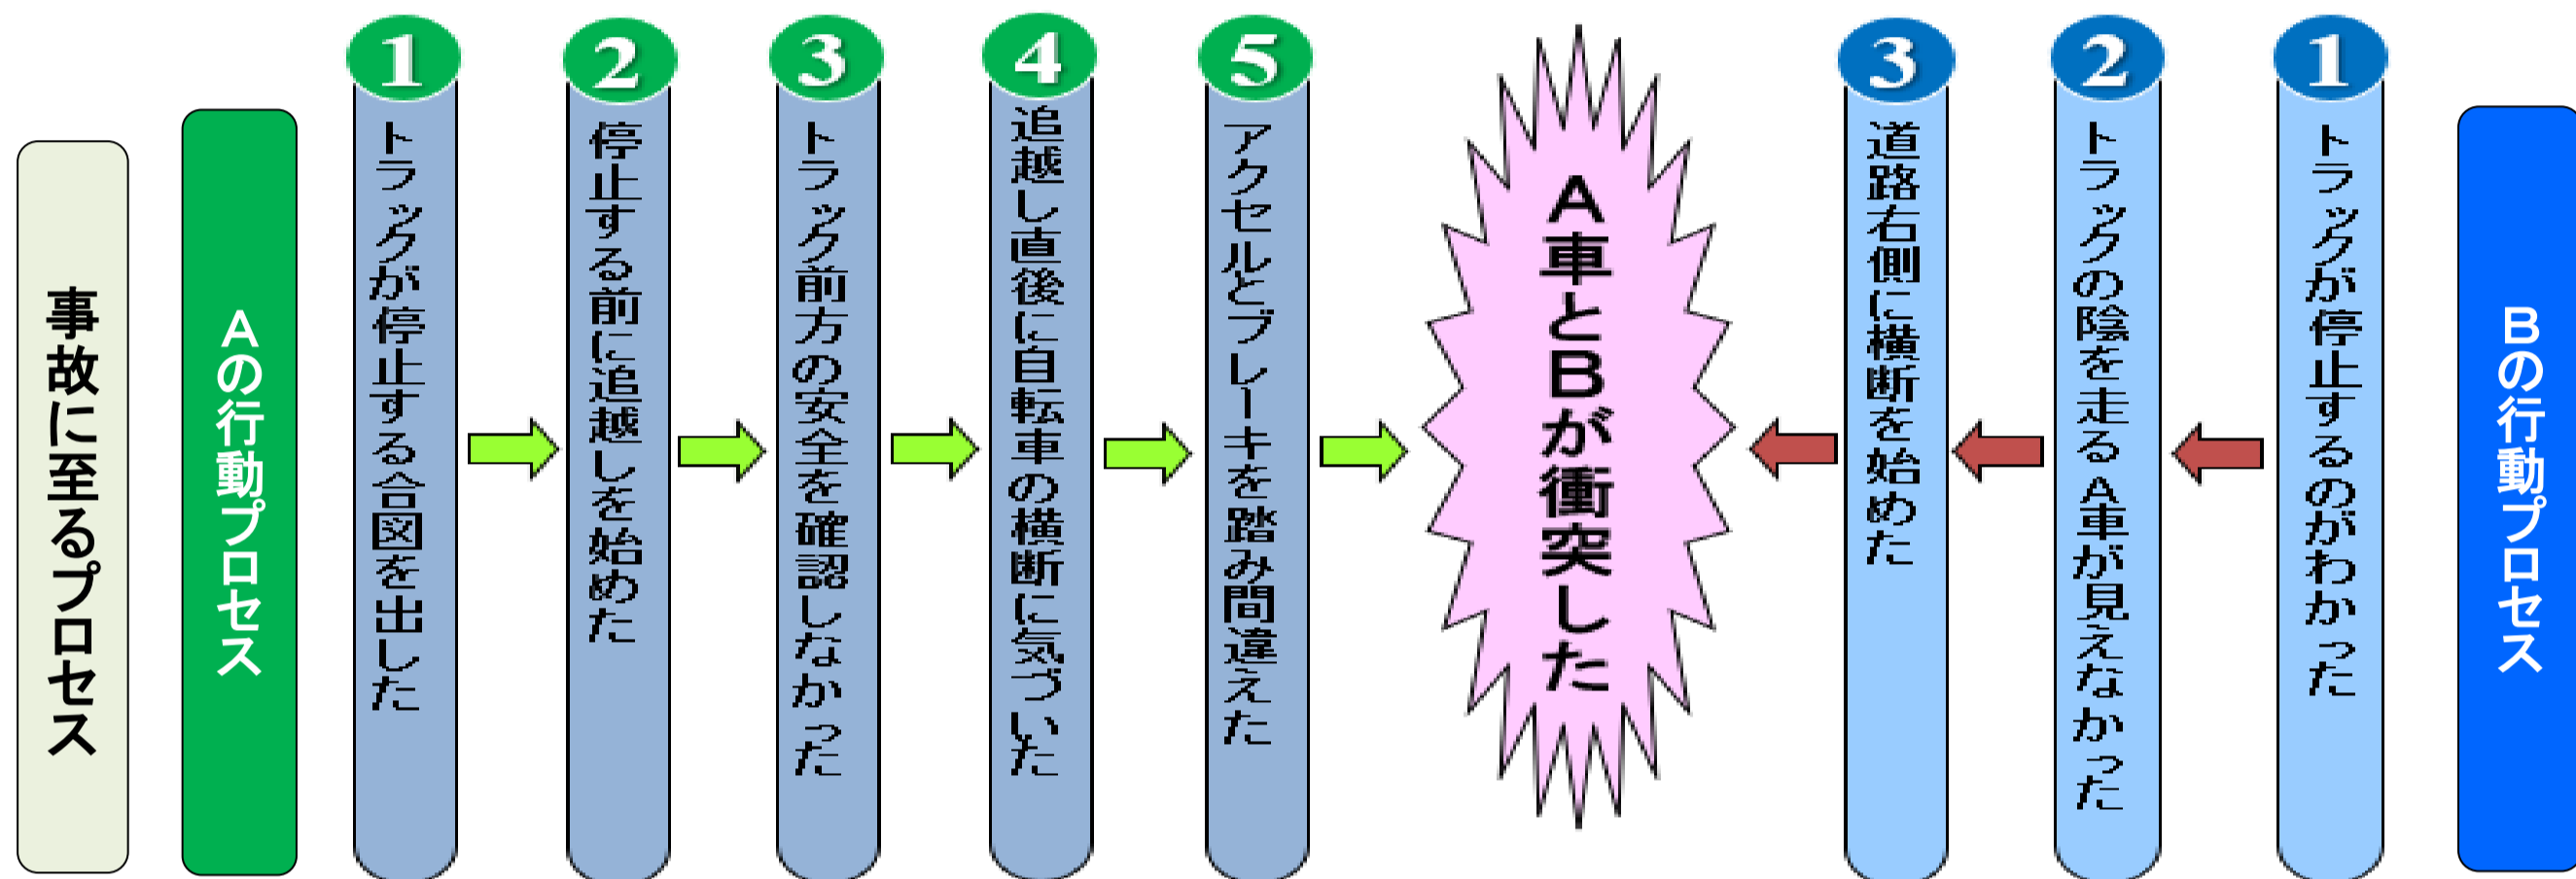 事故に至るプロセス
Aの行動プロセス
1
トラックが停止する合図を出した
2
停止する前に追越しを始めた
3
トラック前方の安全を確認しなかった
4
追越し直後に自転車の横断に気づいた
5
アクセルとブレーキを踏み間違えた
A車とBが衝突した
3
道路右側に横断を始めた
2
トラックの陰を走るA車が見えなかった
1
トラックが停止するのがわかった
Bの行動プロセス